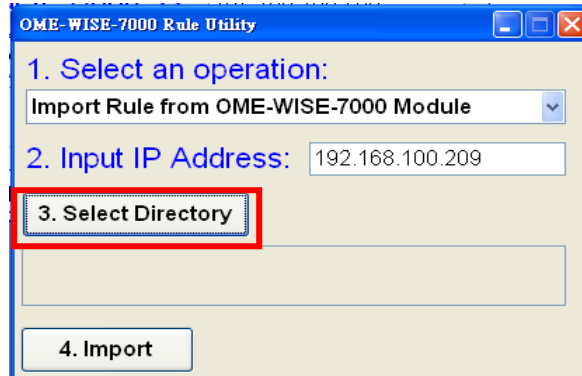 OME-WISE-7000 Rule Utility
1. Select an operation:
Import Rule from OME-WISE-7000 Module
2. Input IP Address: 192.168.100.209
3. Select Directory
4. Import